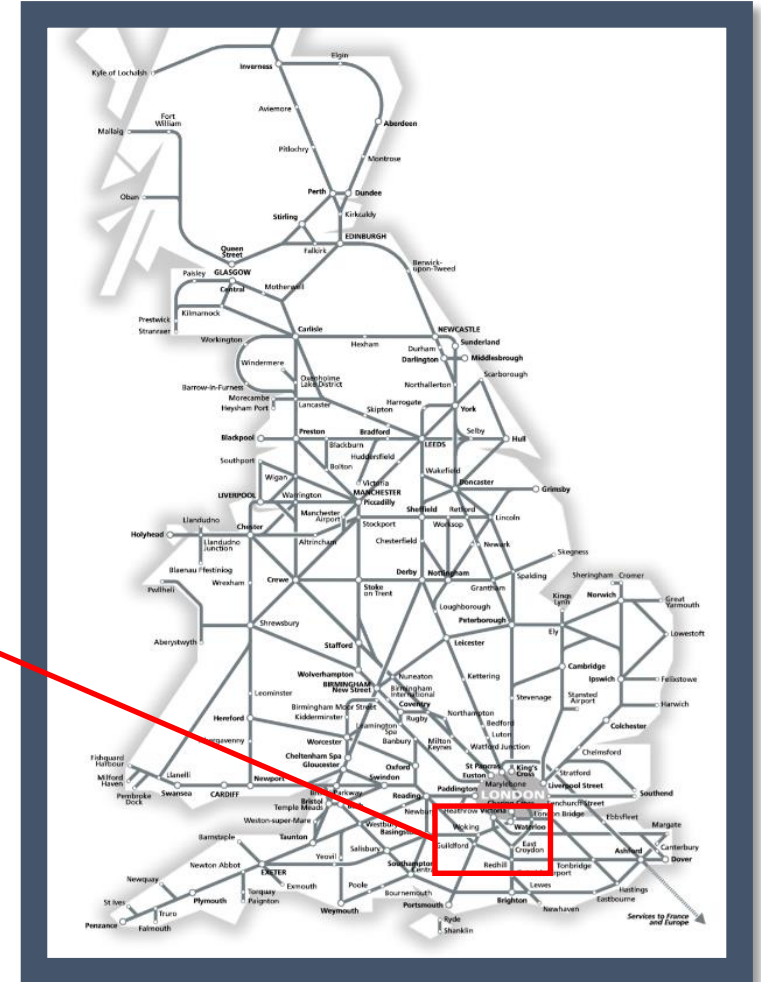 Elgin
Inverness
Kyle of Lochalsh
Aviemore
Fort
William
Mallaig
Aberdeen
Pitlochry
Montrose
Perth
Dundee
Oban
Stirling
Kirkcaldy
EDINBURGH
Queen
Street
Falkirk
Berwick-
upon-Tweed
Paisley
GLASGOW
Central
Motherwell
Prestwick
Kilmarnock
Stranraer
Carlisle
NEWCASTLE
Workington
Hexham
Sunderland
Durham
Darlington
Middlesbrough
Windermere
Scarborough
Oxenholme
Lake District
Northallerton
Barrow-in-Furness
Morecambe
Heysham Port
Lancaster
Harrogate
York
Skipton
Blackpool
Preston
Bradford
Selby
Hull
Blackburn
LEEDS
Huddersfield
Southport
Bolton
Wakefield
Wigan
Victoria
Doncaster
MANCHESTER
Grimsby
LIVERPOOL
Warrington
Piccadilly
Manchester
Airport
Sheffield
Retford
Lincoln
Llandudno
Chester
Stockport
Worksop
Holyhead
Llandudno
Junction
Altrincham
Chesterfield
Newark
Skegness
Blaenau Ffestiniog
Derby
Nottingham
Sheringham
Cromer
Pwllheli
Wrexham
Crewe
Stoke
on Trent
Grantham
Spalding
Kings
Lynn
Norwich
Great
Yarmouth
Loughborough
Peterborough
Shrewsbury
Ely
Lowestoft
Aberystwyth
Stafford
Leicester
Cambridge
Wolverhampton
Nuneaton
Kettering
Ipswich
Felixstowe
BIRMINGHAM
New Street
Birmingham
International
Stevenage
Stansted
Airport
Leominster
Coventry
Harwich
Birmingham Moor Street
Kidderminster
Rugby
Northampton
Hereford
Leamington
Spa
Bedford
Colchester
Worcester
Banbury
Milton
Keynes
Luton
Abergavenny
Watford Junction
Chelmsford
Cheltenham Spa
Gloucester
Oxford
St Pancras
Euston
King's
Cross
Stratford
Fishguard
Harbour
Llanelli
Newport
Swindon
Marylebone
Liverpool Street
Milford
Haven
Paddington
LONDON
Southend
Pembroke
Dock
Swansea
CARDIFF
Parkway
Reading
Fenchurch Street
Bristol
Temple Meads
Bath
Newbury
Heathrow
Victoria
London Bridge
Ebbsfleet
Weston-super-Mare
Westbury
Basingstoke
Woking
Waterloo
Margate
Barnstaple
Taunton
Guildford
East
Croydon
Canterbury
Yeovil
Salisbury
Ashford
Dover
Newton Abbot
EXETER
Southampton
Central
Redhill
Tonbridge
Newquay
Exmouth
Poole
Lewes
Hastings
St Ives
Plymouth
Torquay
Paignton
Bournemouth
Eastbourne
Truro
Weymouth
Portsmouth
Brighton
Newhaven
Penzance
Falmouth
Ryde
Shanklin
Services to France
and Europe